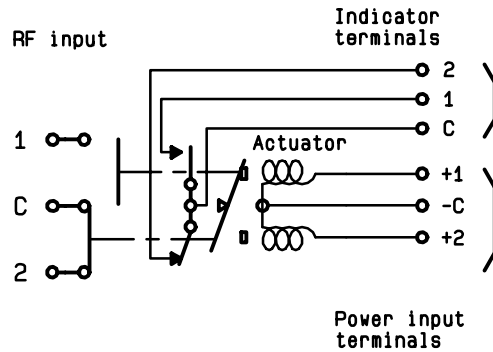 Indicator
terminals
RF input
2
1
C
Actuator
1
+1
C
-C
+2
2
Power input
terminals